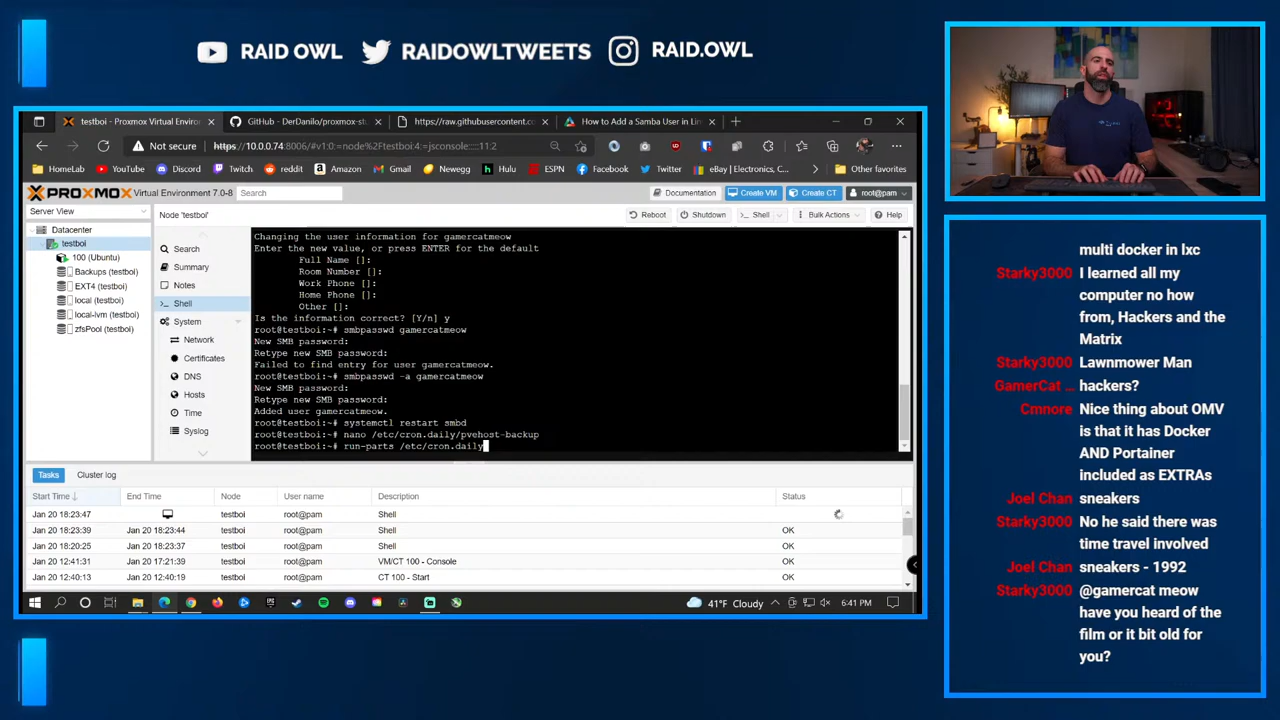 RAID OWL
RAIDOWLTWEETS
RAID.OWL
testboi - Proxmox Virtual Environ
GitHub - DerDanilo/proxmox-st
https://raw.githubusercontent.co
How to Add a Samba User in Lin
Not secure
https://10.0.0.74:8006/#v1:0:=node%2Ftestboi:4:=jsconsole:::::11:2
HomeLab
YouTube
Discord
Twitch
reddit
Amazon
Gmail
Newegg
ESPN
Facebook
Twitter
eBay | Electronics,...
Other favorites
PROXMOX
Virtual Environment 7.0-8
Search
Documentation
Create VM
Create CT
root@pam
Server View
Node 'testboi'
Reboot
Shutdown
Shell
Bulk Actions
Help
Datacenter
testboi
100 (Ubuntu)
Backups (testboi)
EXT4 (testboi)
local (testboi)
local-lvm (testboi)
zfsPool (testboi)
Search
Summary
Notes
Shell
System
Network
Certificates
DNS
Hosts
Time
Syslog
Changing the user information for gamercatmeow
Enter the new value, or press ENTER for the default
Full Name []:
Room Number []:
Work Phone []:
Home Phone []:
Other []:
Is the information correct? [Y/n] y
root@testboi:~# smbpasswd gamercatmeow
New SMB password:
Retype new SMB password:
Failed to find entry for user gamercatmeow.
root@testboi:~# smbpasswd -a gamercatmeow
New SMB password:
Retype new SMB password:
Added user gamercatmeow.
root@testboi:~# systemctl restart smbd
root@testboi:~# nano /etc/cron.daily/pvehost-backup
root@testboi:~# run-parts /etc/cron.daily
Tasks
Cluster log
Start Time
End Time
Node
User name
Description
Status
Jan 20 18:23:47 testboi root@pam Shell
Jan 20 18:23:39 Jan 20 18:23:44 testboi root@pam Shell OK
Jan 20 18:20:25 Jan 20 18:23:37 testboi root@pam Shell OK
Jan 20 12:41:31 Jan 20 17:21:39 testboi root@pam VM/CT 100 - Console OK
Jan 20 12:40:13 Jan 20 12:40:19 testboi root@pam CT 100 - Start OK
41°F Cloudy
6:41 PM
multi docker in lxc
Starky3000 I learned all my
computer no how
from, Hackers and the
Matrix
Starky3000 Lawnmower Man
GamerCat ... hackers?
Cmnore Nice thing about OMV
is that it has Docker
AND Portainer
included as EXTRAs
Joel Chan sneakers
Starky3000 No he said there was
time travel involved
Joel Chan sneakers - 1992
Starky3000 @gamercat meow
have you heard of the
film or it bit old for
you?